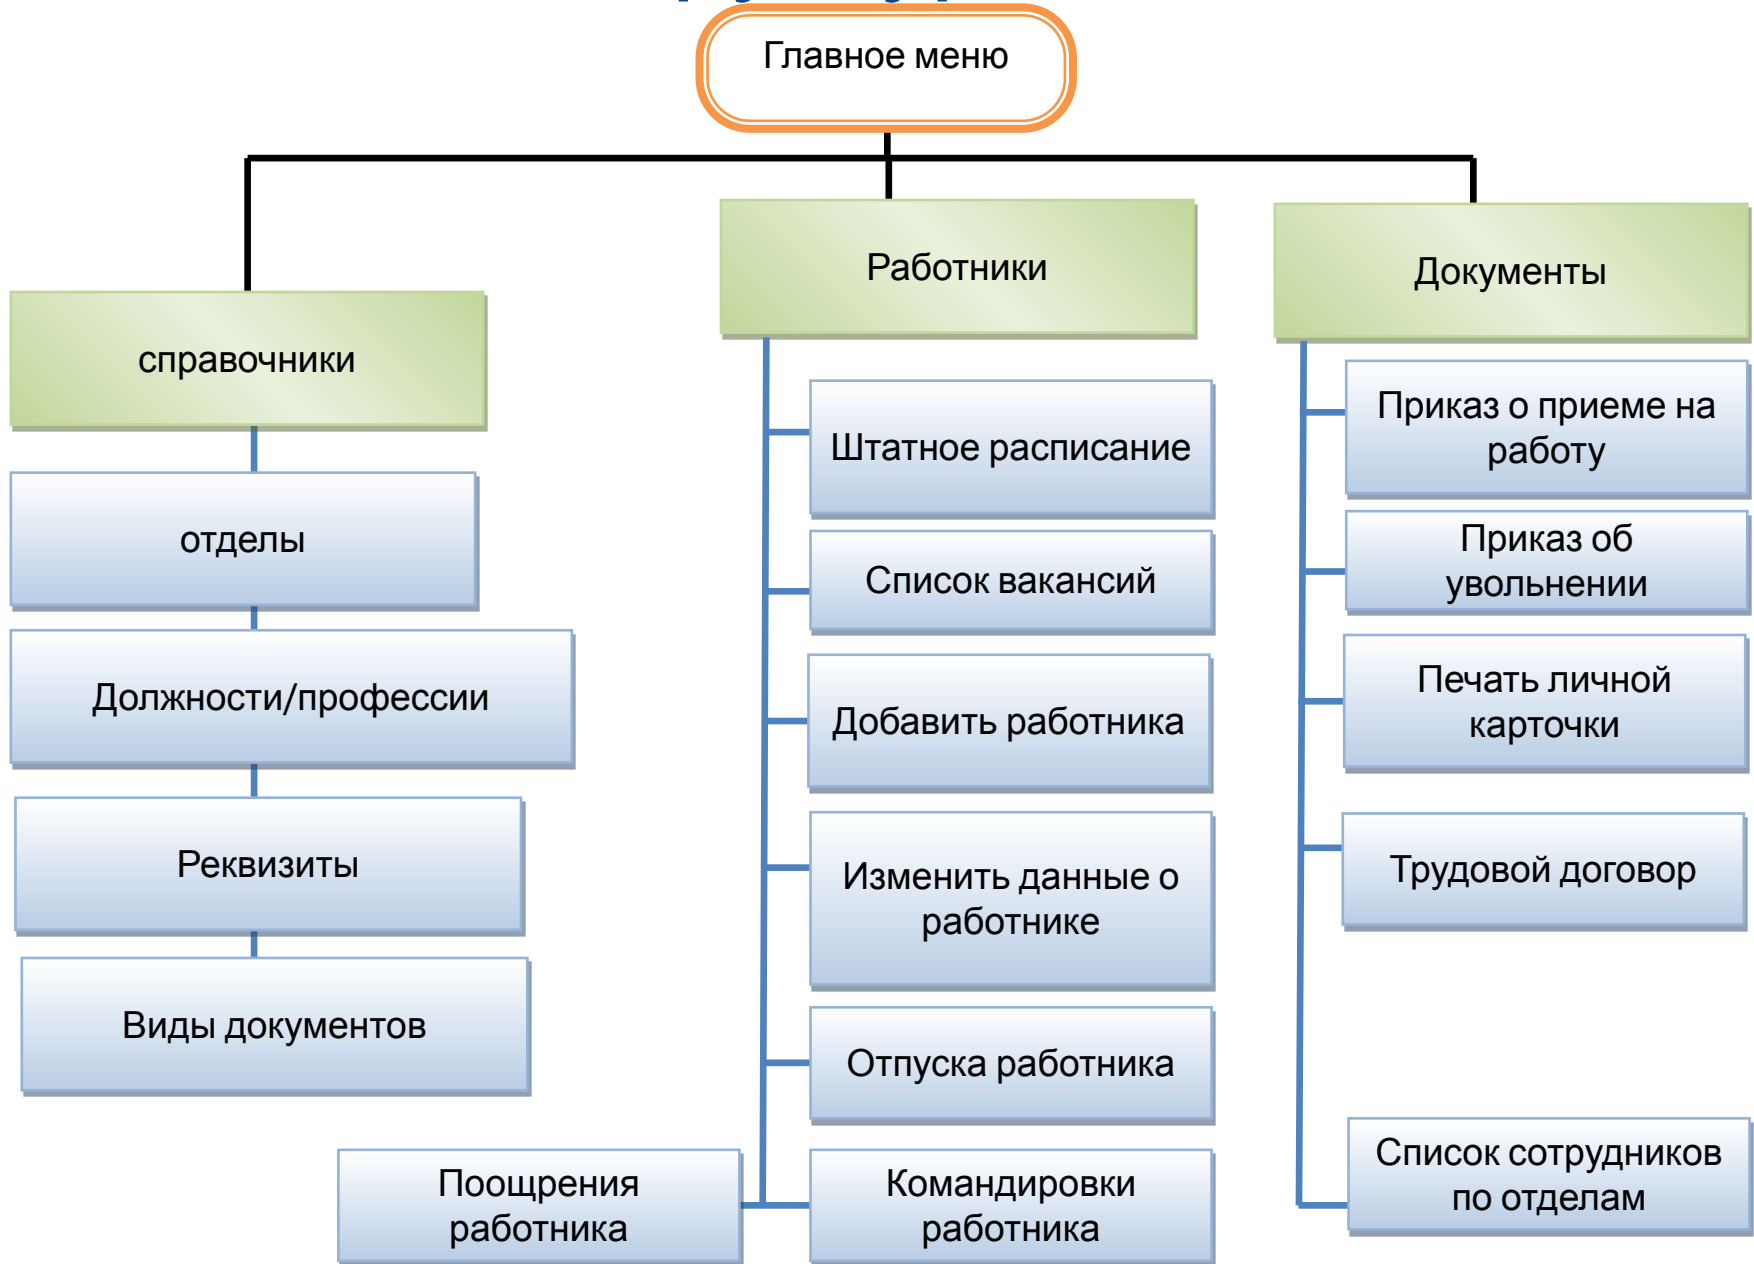 Главное меню
справочники
отделы
Должности/профессии
Реквизиты
Виды документов
Работники
Штатное расписание
Список вакансий
Добавить работника
Изменить данные о
работнике
Отпуска работника
Поощрения
работника
Командировки
работника
Документы
Приказ о приеме на
работу
Приказ об
увольнении
Печать личной
карточки
Трудовой договор
Список сотрудников
по отделам